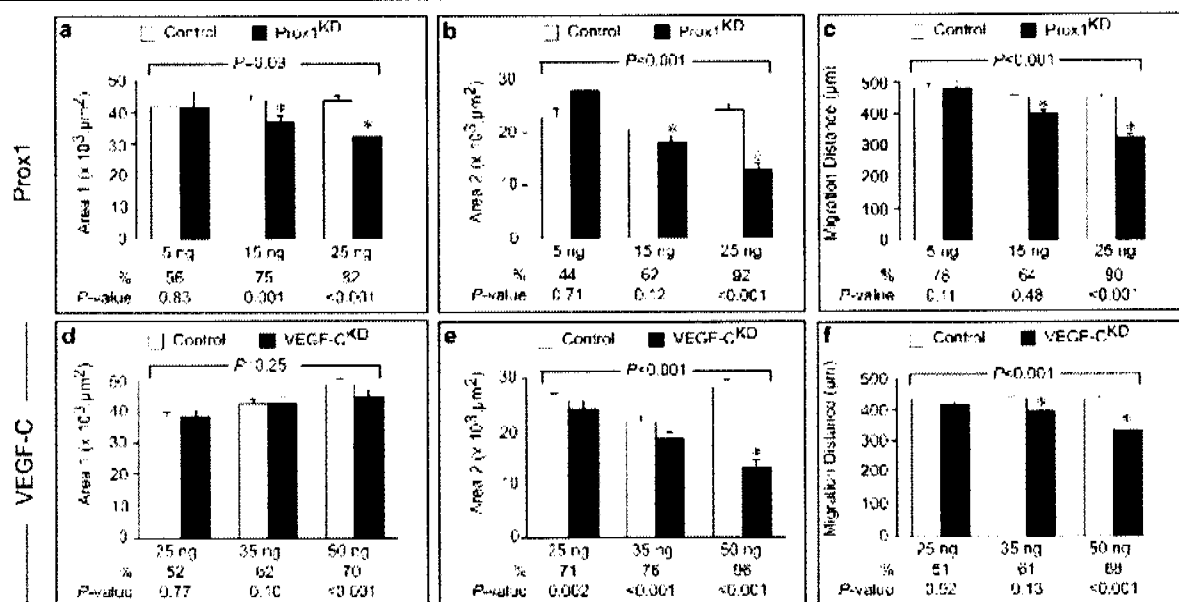 Prox1
a Control Prox1KD
P=0.03
Area 1 (x 10³ µm²)
50
40
30
20
10
0
5 ng 15 ng 25 ng
* *
% 56 75 82
P-value 0.83 0.001 <0.001
b Control Prox1KD
P<0.001
Area 2 (x 10³ µm²)
30
20
10
0
5 ng 15 ng 25 ng
* *
% 44 62 92
P-value 0.71 0.12 <0.001
c Control Prox1KD
P<0.001
Migration Distance (µm)
500
400
300
200
100
0
5 ng 15 ng 25 ng
* *
% 78 64 90
P-value 0.11 0.48 <0.001
VEGF-C
d Control VEGF-CKD
P=0.25
Area 1 (x 10³ µm²)
50
40
30
20
10
0
25 ng 35 ng 50 ng
% 52 62 70
P-value 0.77 0.10 <0.001
e Control VEGF-CKD
P<0.001
Area 2 (x 10³ µm²)
30
20
10
0
25 ng 35 ng 50 ng
*
% 71 76
P-value 0.002 <0.001 <0.001
f Control VEGF-CKD
P<0.001
Migration Distance (µm)
500
400
300
200
100
0
25 ng 35 ng 50 ng
* *
% 61
P-value 0.13 <0.001